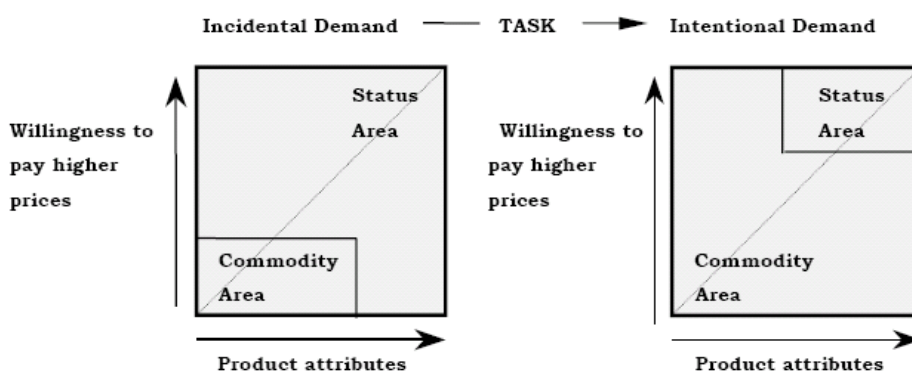 Incidental Demand TASK Intentional Demand
Status
Area
Willingness to
pay higher
prices
Commodity
Area
Product attributes
Status
Area
Willingness to
pay higher
prices
Commodity
Area
Product attributes